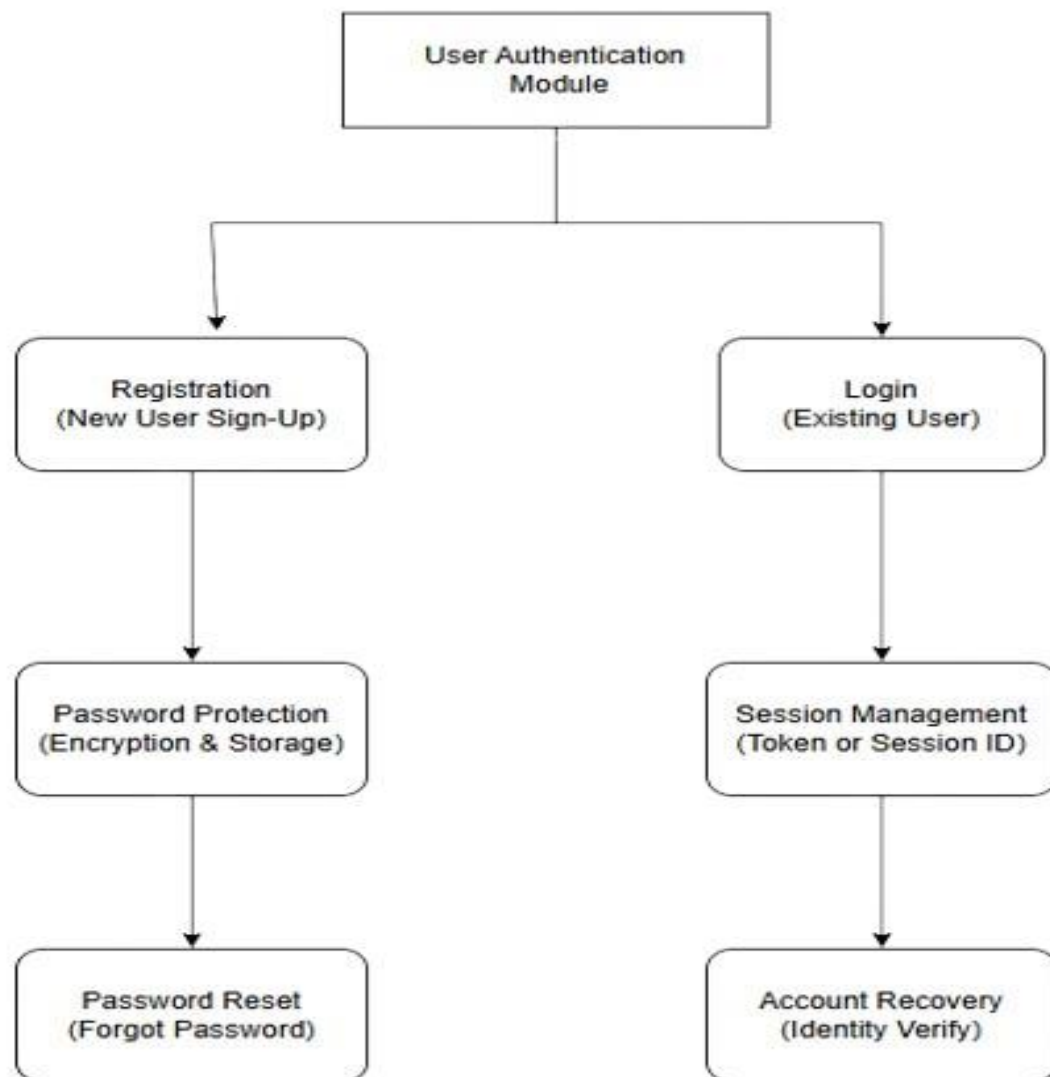 User Authentication
Module
Registration
(New User Sign-Up)
Login
(Existing User)
Password Protection
(Encryption & Storage)
Session Management
(Token or Session ID)
Password Reset
(Forgot Password)
Account Recovery
(Identity Verify)